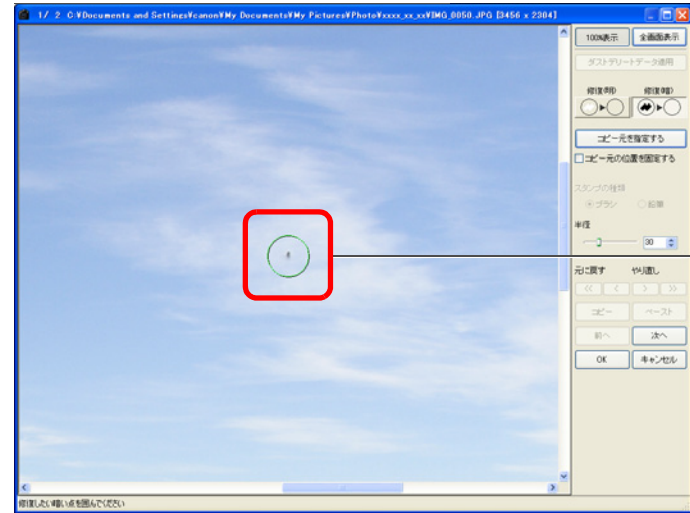 1/ 2 C:¥Documents and Settings¥canon¥My Documents¥My Pictures¥Photo¥xxxx_xx_xx¥IMG_0050.JPG [3456 x 2304]
100%表示 全画面表示
ダストデリートデータ適用
修復(明) 修復(暗)
コピー元を指定する
コピー元の位置を固定する
スタンプの種類
ブラシ 鉛筆
半径
30
元に戻す やり直し
<< < > >>
コピー ペースト
前へ 次へ
OK キャンセル
修復したい暗い点を囲んでください